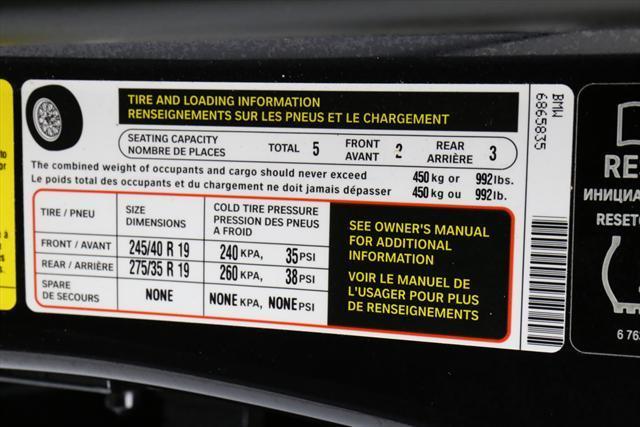 TIRE AND LOADING INFORMATION
RENSEIGNEMENTS SUR LES PNEUS ET LE CHARGEMENT
SEATING CAPACITY
NOMBRE DE PLACES
TOTAL 5
FRONT
AVANT 2
REAR
ARRIÈRE 3
The combined weight of occupants and cargo should never exceed 450 kg or 992 lbs.
Le poids total des occupants et du chargement ne doit jamais dépasser 450 kg ou 992 lb.
TIRE / PNEU
SIZE
DIMENSIONS
COLD TIRE PRESSURE
PRESSION DES PNEUS
A FROID
FRONT / AVANT 245/40 R 19 240 KPA, 35 PSI
REAR / ARRIÈRE 275/35 R 19 260 KPA, 38 PSI
SPARE
DE SECOURS
NONE NONE KPA, NONE PSI
SEE OWNER'S MANUAL
FOR ADDITIONAL
INFORMATION
VOIR LE MANUEL DE
L'USAGER POUR PLUS
DE RENSEIGNEMENTS
BMW
6865835
RESET